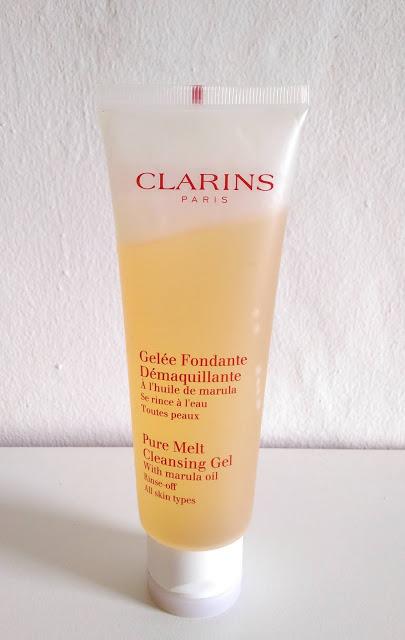 CLARINS
PARIS
Gelée Fondante
Démaquillante
À l'huile de marula
Se rince à l'eau
Toutes peaux
Pure Melt
Cleansing Gel
With marula oil
Rinse-off
All skin types